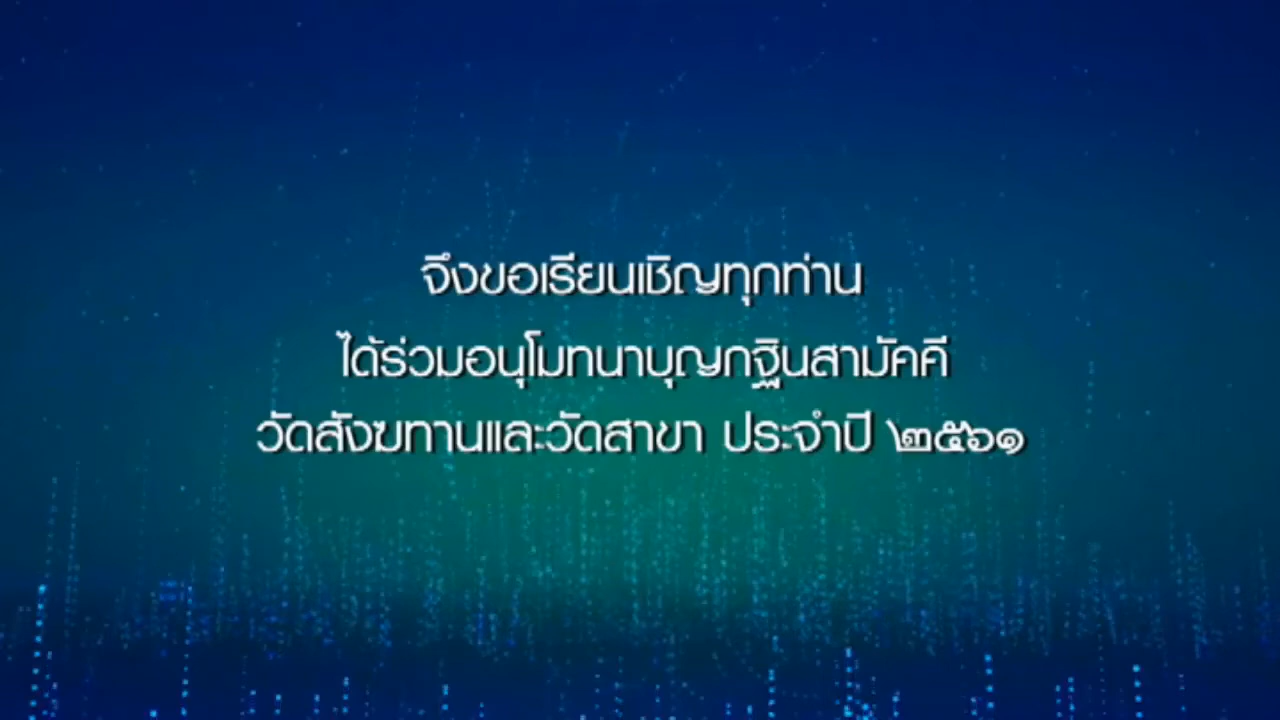 จึงขอเรียนเชิญทุกท่าน
ได้ร่วมอนุโมทนาบุญกฐินสามัคคี
วัดสังฆทานและวัดสาขา ประจำปี ๒๕๖๑